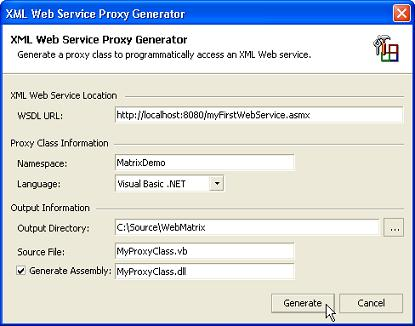 XML Web Service Proxy Generator
XML Web Service Proxy Generator
Generate a proxy class to programmatically access an XML Web service.
XML Web Service Location
WSDL URL: http://localhost:8080/myFirstWebService.asmx
Proxy Class Information
Namespace: MatrixDemo
Language: Visual Basic .NET
Output Information
Output Directory: C:\Source\WebMatrix ...
Source File: MyProxyClass.vb
Generate Assembly: MyProxyClass.dll
Generate Cancel